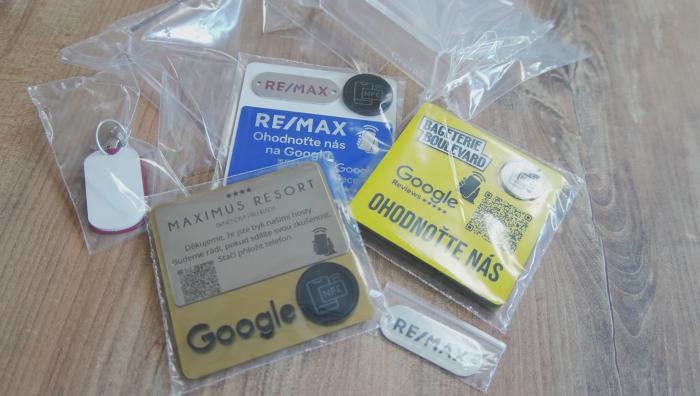 RE/MAX
NFC
RE/MAX
Ohodnoťte nás
na Google
BAGETERIE
BOULEVARD
Google
Reviews
OHODNOŤTE NÁS
MAXIMUS RESORT
Děkujeme, že jste byli našimi hosty.
Budeme rádi, pokud sdílíte svou zkušenost.
Stačí přiložte telefon.
NFC
Google
RE/MAX